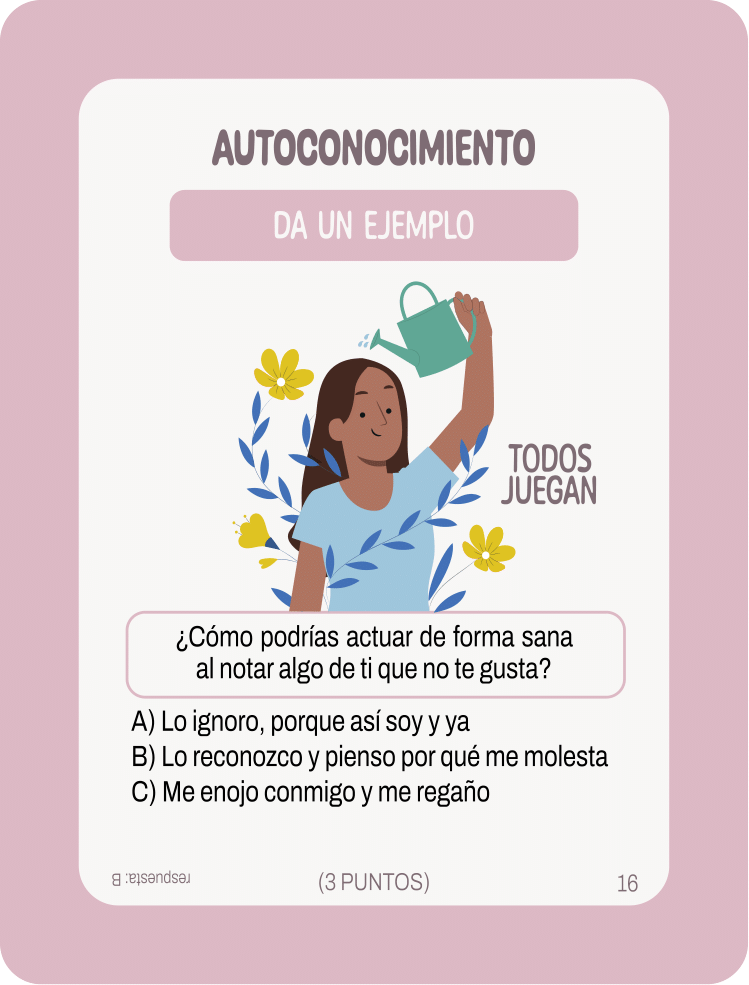 AUTOCONOCIMIENTO
DA UN EJEMPLO
TODOS
JUEGAN
¿Cómo podrías actuar de forma sana
al notar algo de ti que no te gusta?
A) Lo ignoro, porque así soy y ya
B) Lo reconozco y pienso por qué me molesta
C) Me enojo conmigo y me regaño
respuesta: B
(3 PUNTOS)
16